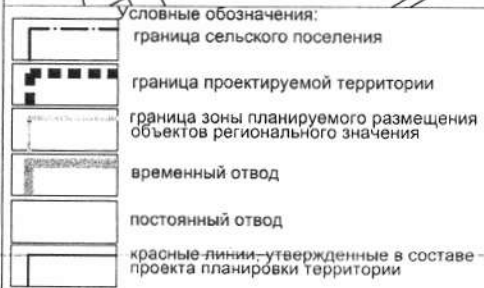 Условные обозначения:
граница сельского поселения
граница проектируемой территории
граница зоны планируемого размещения
объектов регионального значения
временный отвод
постоянный отвод
красные линии, утвержденные в составе
проекта планировки территории